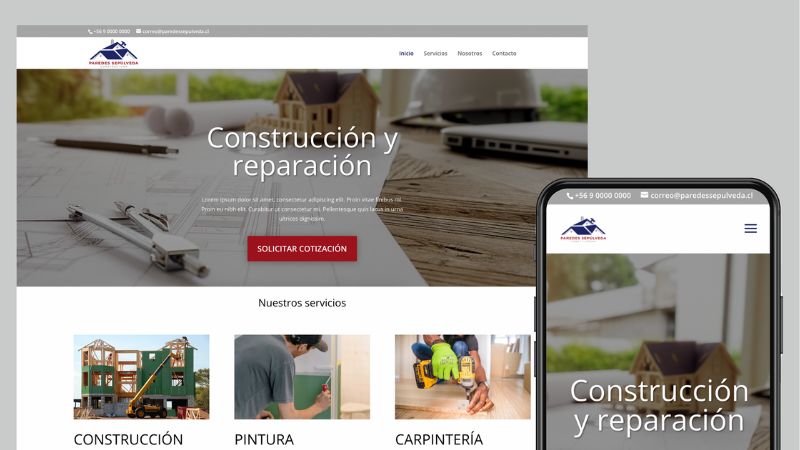 +56 9 0000 0000 correo@paredessepulveda.cl
PAREDES SEPÚLVEDA
Inicio Servicios Nosotros Contacto
Construcción y
reparación
Lorem ipsum dolor sit amet, consectetur adipiscing elit. Proin vitae finibus mi.
Proin eu nibh elit. Curabitur ut consectetur mi. Pellentesque quis lacus in urna
ultrices dignissim.
SOLICITAR COTIZACIÓN
Nuestros servicios
CONSTRUCCIÓN PINTURA CARPINTERÍA
+56 9 0000 0000 correo@paredessepulveda.cl
PAREDES SEPÚLVEDA
Construcción
y reparación